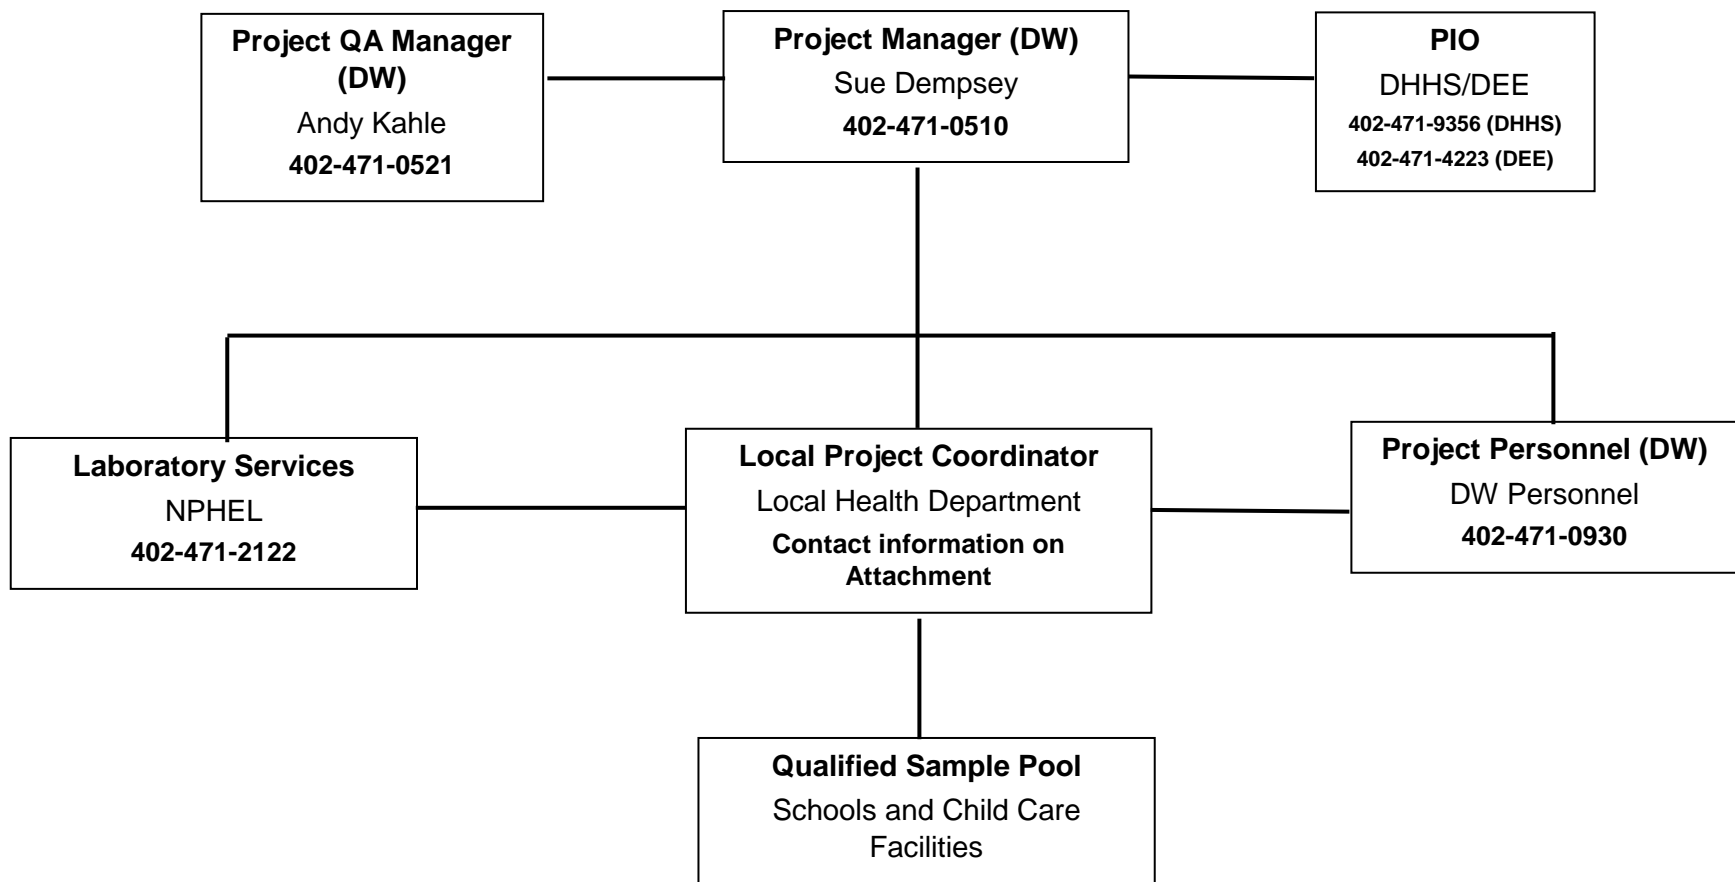 Project QA Manager
(DW)
Andy Kahle
402-471-0521
Project Manager (DW)
Sue Dempsey
402-471-0510
PIO
DHHS/DEE
402-471-9356 (DHHS)
402-471-4223 (DEE)
Laboratory Services
NPHEL
402-471-2122
Local Project Coordinator
Local Health Department
Contact information on
Attachment
Project Personnel (DW)
DW Personnel
402-471-0930
Qualified Sample Pool
Schools and Child Care
Facilities